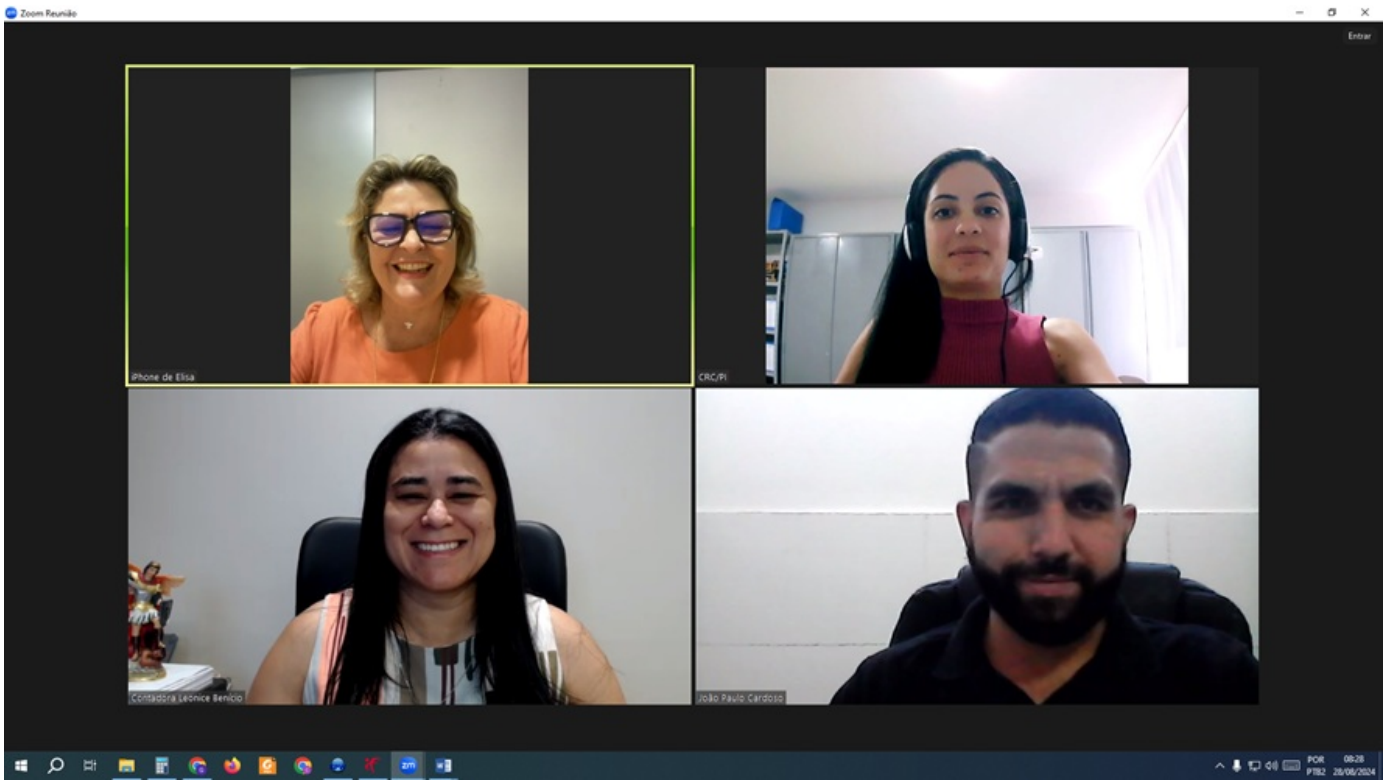 Zoom Reunião
Entrar
iPhone de Elisa
CRC/PI
Contadora Leonice Benício
João Paulo Cardoso
zm
POR
PTB2
08:28
28/08/2024